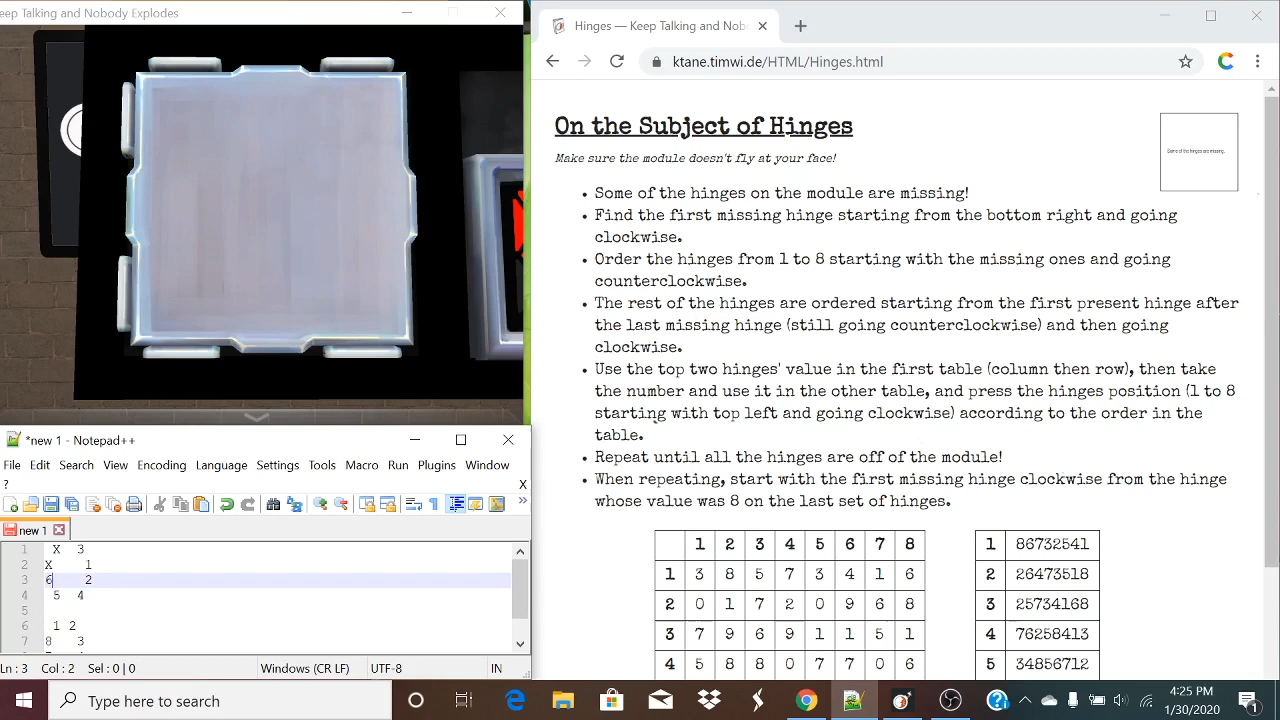 eep Talking and Nobody Explodes
Hinges — Keep Talking and Nob
ktane.timwi.de/HTML/Hinges.html
On the Subject of Hinges
Make sure the module doesn't fly at your face!
Some of the hinges are missing.
• Some of the hinges on the module are missing!
• Find the first missing hinge starting from the bottom right and going
clockwise.
• Order the hinges from 1 to 8 starting with the missing ones and going
counterclockwise.
• The rest of the hinges are ordered starting from the first present hinge after
the last missing hinge (still going counterclockwise) and then going
clockwise.
• Use the top two hinges' value in the first table (column then row), then take
the number and use it in the other table, and press the hinges position (1 to 8
starting with top left and going clockwise) according to the order in the
table.
• Repeat until all the hinges are off of the module!
• When repeating, start with the first missing hinge clockwise from the hinge
whose value was 8 on the last set of hinges.
1 2 3 4 5 6 7 8
1 3 8 5 7 3 4 1 6
2 0 1 7 2 0 9 6 8
3 7 9 6 9 1 1 5 1
4 5 8 8 0 7 7 0 6
1 86732541
2 26473518
3 25734168
4 76258413
5 34856712
*new 1 - Notepad++
File Edit Search View Encoding Language Settings Tools Macro Run Plugins Window
? X
new 1
1 X 3
2 X 1
3 6 2
4 5 4
5
6 1 2
7 8 3
Ln : 3 Col : 2 Sel : 0 | 0 Windows (CR LF) UTF-8 IN
Type here to search
4:25 PM
1/30/2020